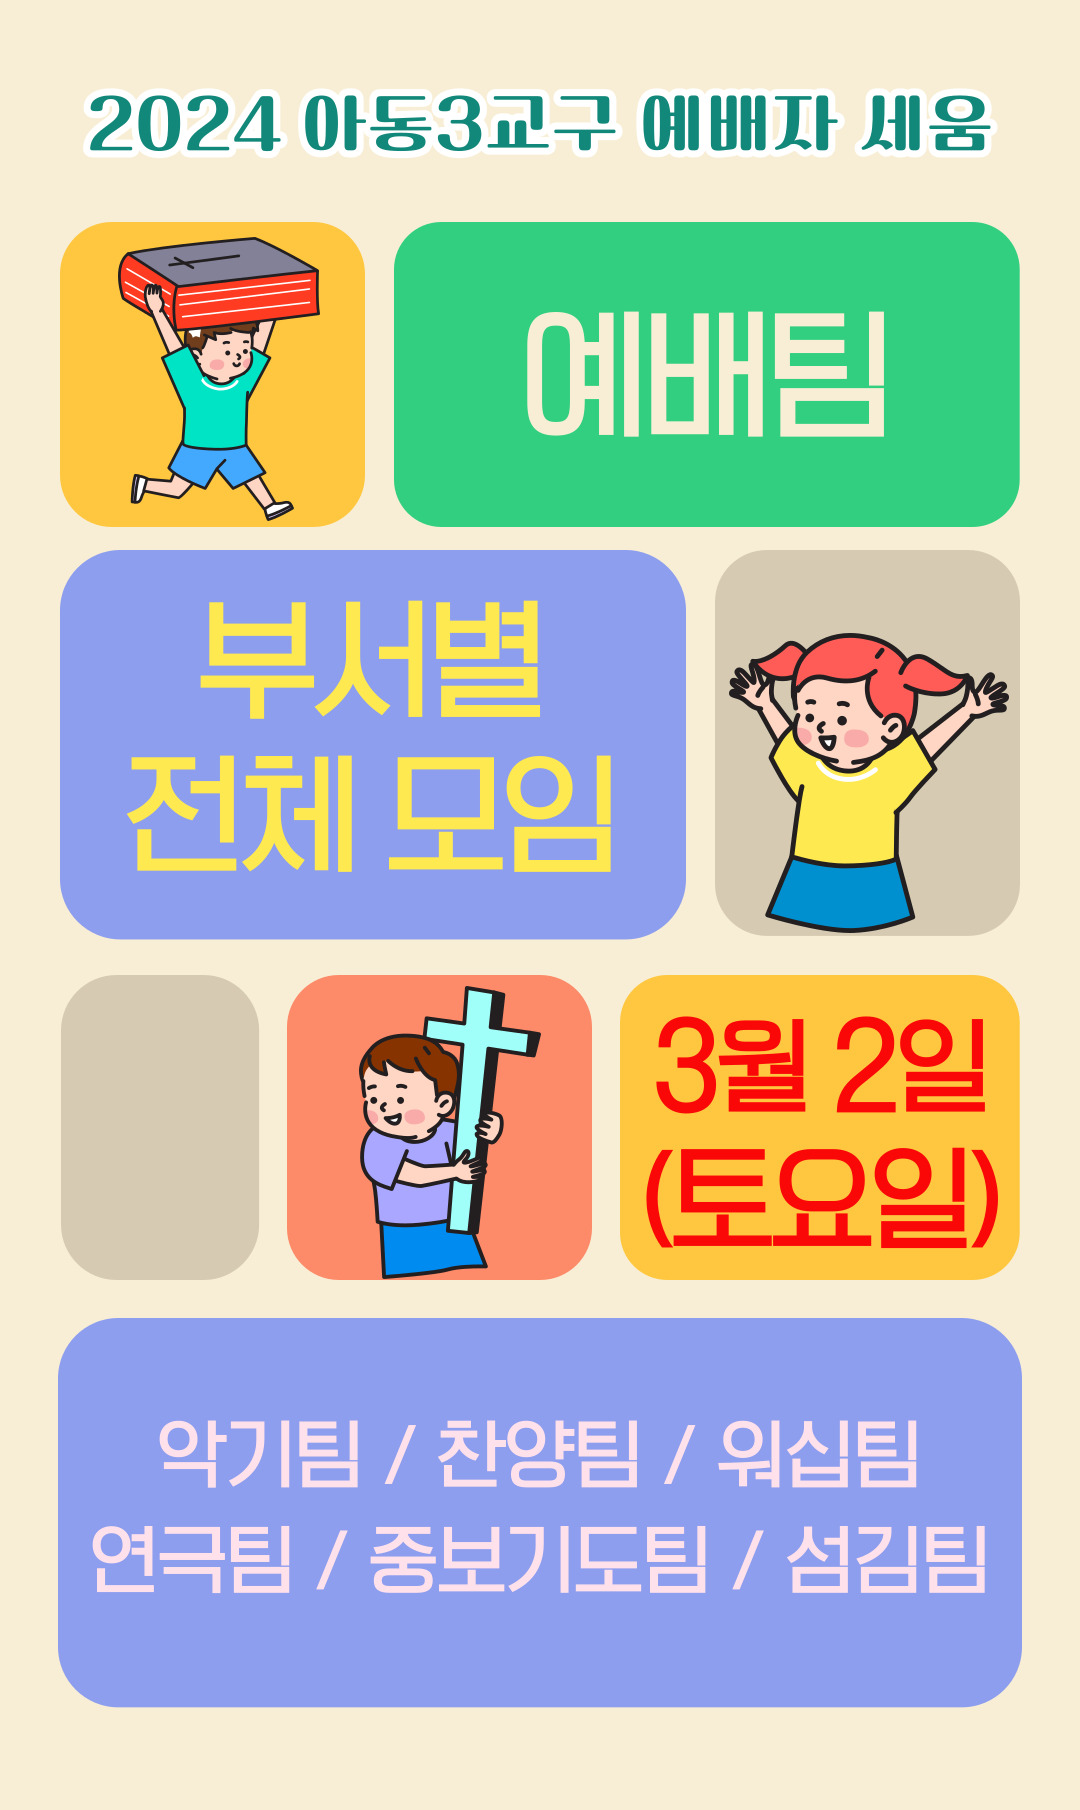 2024 아동3교구 예배자 세움
예배팀
부서별
전체 모임
3월 2일
(토요일)
악기팀 / 찬양팀 / 워십팀
연극팀 / 중보기도팀 / 섬김팀